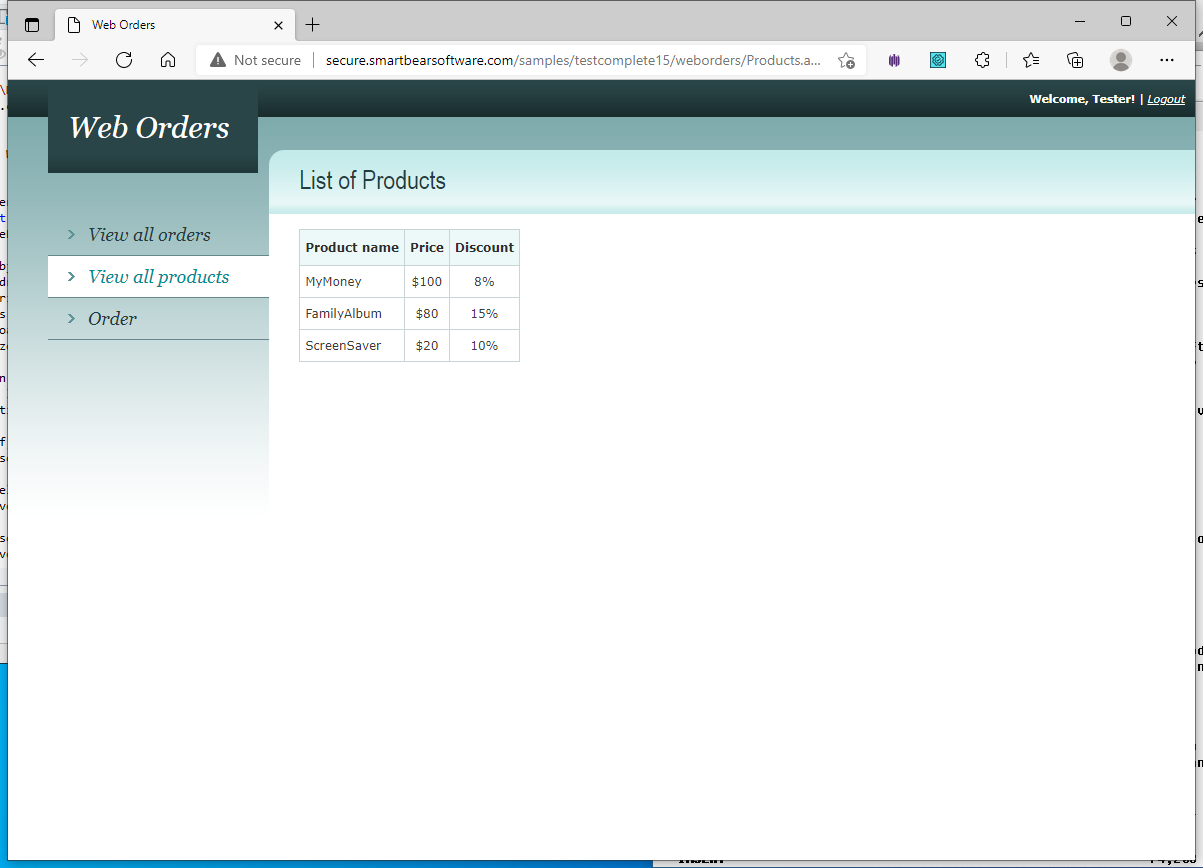 Web Orders
Not secure
secure.smartbearsoftware.com/samples/testcomplete15/weborders/Products.a...
Welcome, Tester! | Logout
Web Orders
List of Products
View all orders
View all products
Order
Product name Price Discount
MyMoney $100 8%
FamilyAlbum $80 15%
ScreenSaver $20 10%